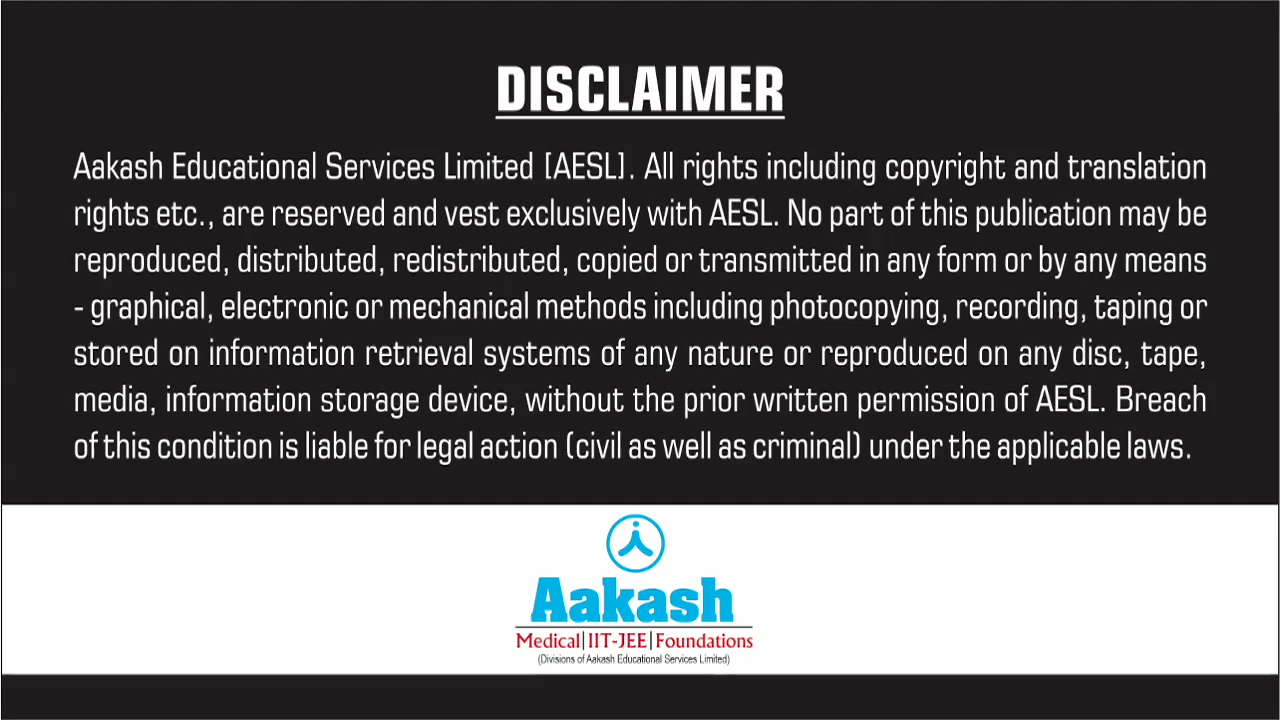 DISCLAIMER
Aakash Educational Services Limited [AESL]. All rights including copyright and translation
rights etc., are reserved and vest exclusively with AESL. No part of this publication may be
reproduced, distributed, redistributed, copied or transmitted in any form or by any means
- graphical, electronic or mechanical methods including photocopying, recording, taping or
stored on information retrieval systems of any nature or reproduced on any disc, tape,
media, information storage device, without the prior written permission of AESL. Breach
of this condition is liable for legal action (civil as well as criminal) under the applicable laws.
Aakash
Medical|IIT-JEE|Foundations
(Divisions of Aakash Educational Services Limited)